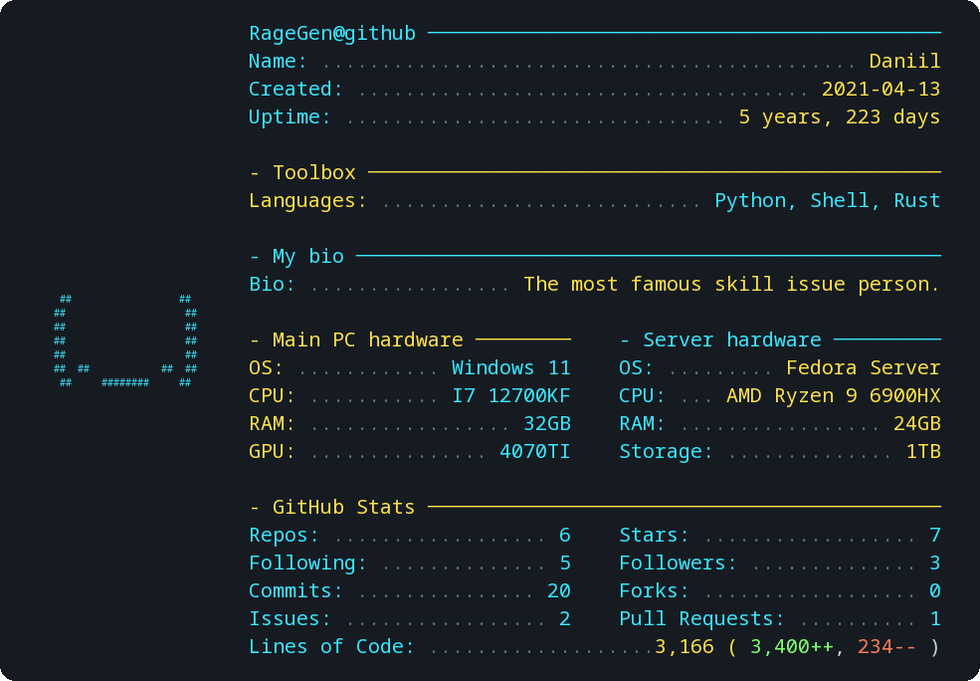 RageGen@github
Name: ............................................. Daniil
Created: ...................................... 2021-04-13
Uptime: ................................ 5 years, 223 days
- Toolbox
Languages: ........................... Python, Shell, Rust
- My bio
Bio: ................. The most famous skill issue person.
- Main PC hardware
OS: ............. Windows 11
CPU: ........... I7 12700KF
RAM: ................. 32GB
GPU: ............... 4070TI
- Server hardware
OS: .......... Fedora Server
CPU: ... AMD Ryzen 9 6900HX
RAM: ................. 24GB
Storage: .............. 1TB
- GitHub Stats
Repos: .................. 6 Stars: .................. 7
Following: .............. 5 Followers: .............. 3
Commits: ............... 20 Forks: .................. 0
Issues: ................. 2 Pull Requests: .......... 1
Lines of Code: ...................3,166 ( 3,400++, 234-- )